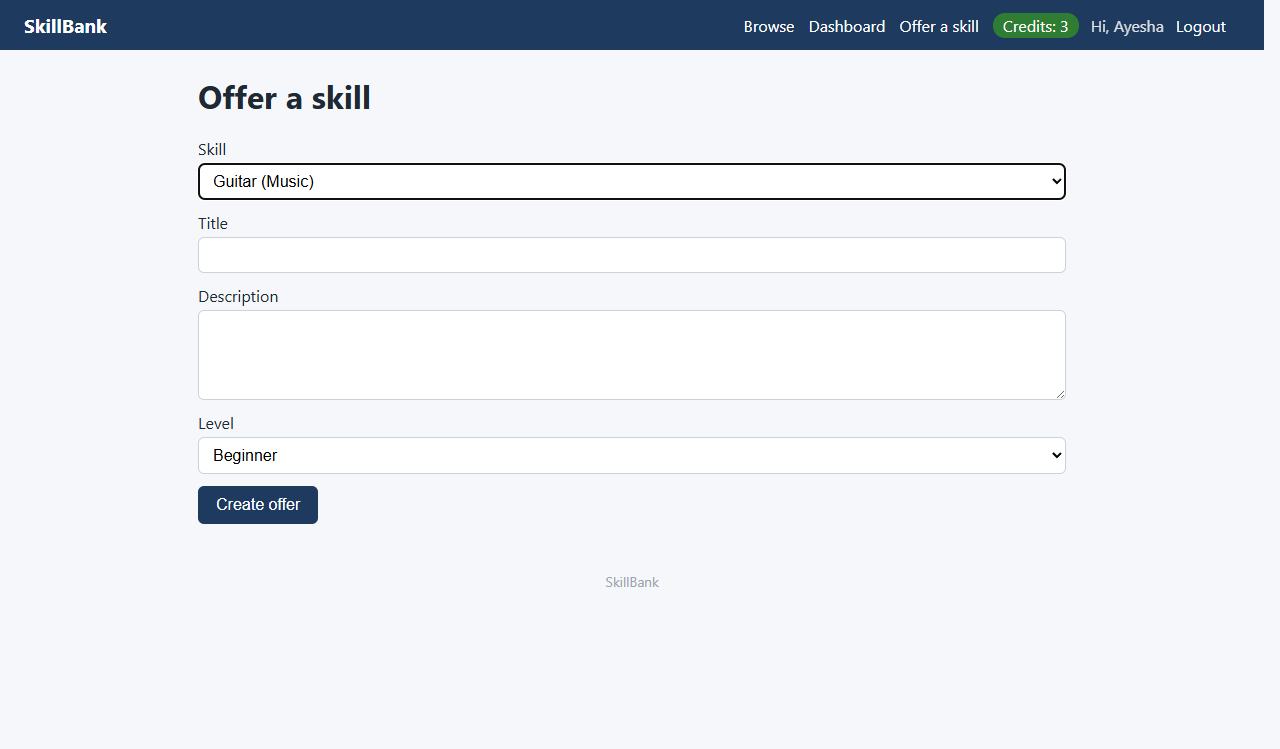 SkillBank Browse Dashboard Offer a skill Credits: 3 Hi, Ayesha Logout
Offer a skill
Skill
Guitar (Music)
Title
Description
Level
Beginner
Create offer
SkillBank